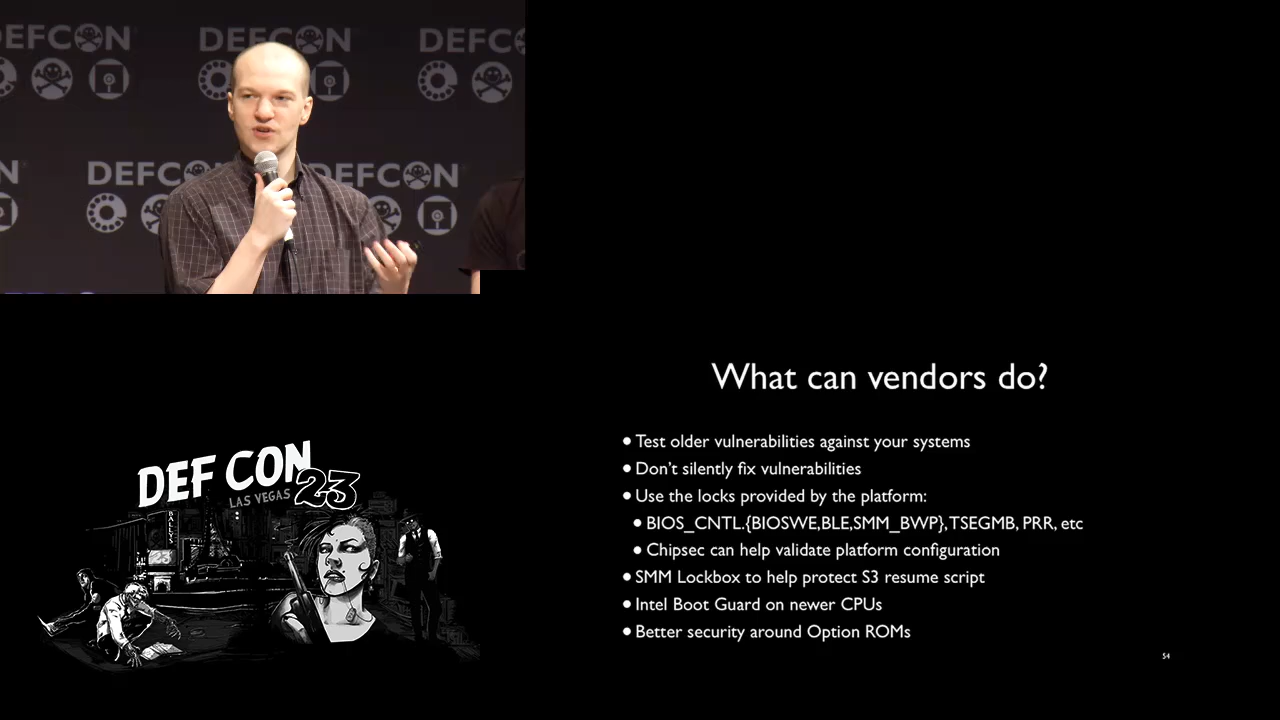 DEFCON DEFCON DEFC
DEFCON DEFCON
What can vendors do?
• Test older vulnerabilities against your systems
• Don't silently fix vulnerabilities
• Use the locks provided by the platform:
• BIOS_CNTL.{BIOSWE,BLE,SMM_BWP},TSEGMB, PRR, etc
• Chipsec can help validate platform configuration
• SMM Lockbox to help protect S3 resume script
• Intel Boot Guard on newer CPUs
• Better security around Option ROMs
54
DEF CON
LAS VEGAS 23
BALLYS